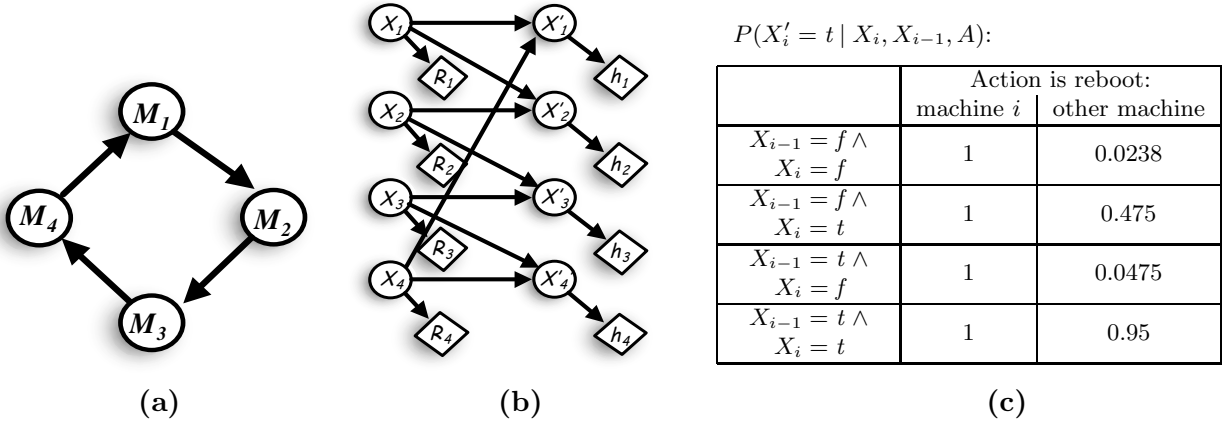 M₁
M₂
M₃
M₄
(a)
X₁ X'₁
R₁ h₁
X₂ X'₂
R₂ h₂
X₃ X'₃
R₃ h₃
X₄ X'₄
R₄ h₄
(b)
P(X′ᵢ = t | Xᵢ, Xᵢ₋₁, A):
Action is reboot:
machine i other machine
Xᵢ₋₁ = f ∧
Xᵢ = f
1 0.0238
Xᵢ₋₁ = f ∧
Xᵢ = t
1 0.475
Xᵢ₋₁ = t ∧
Xᵢ = f
1 0.0475
Xᵢ₋₁ = t ∧
Xᵢ = t
1 0.95
(c)